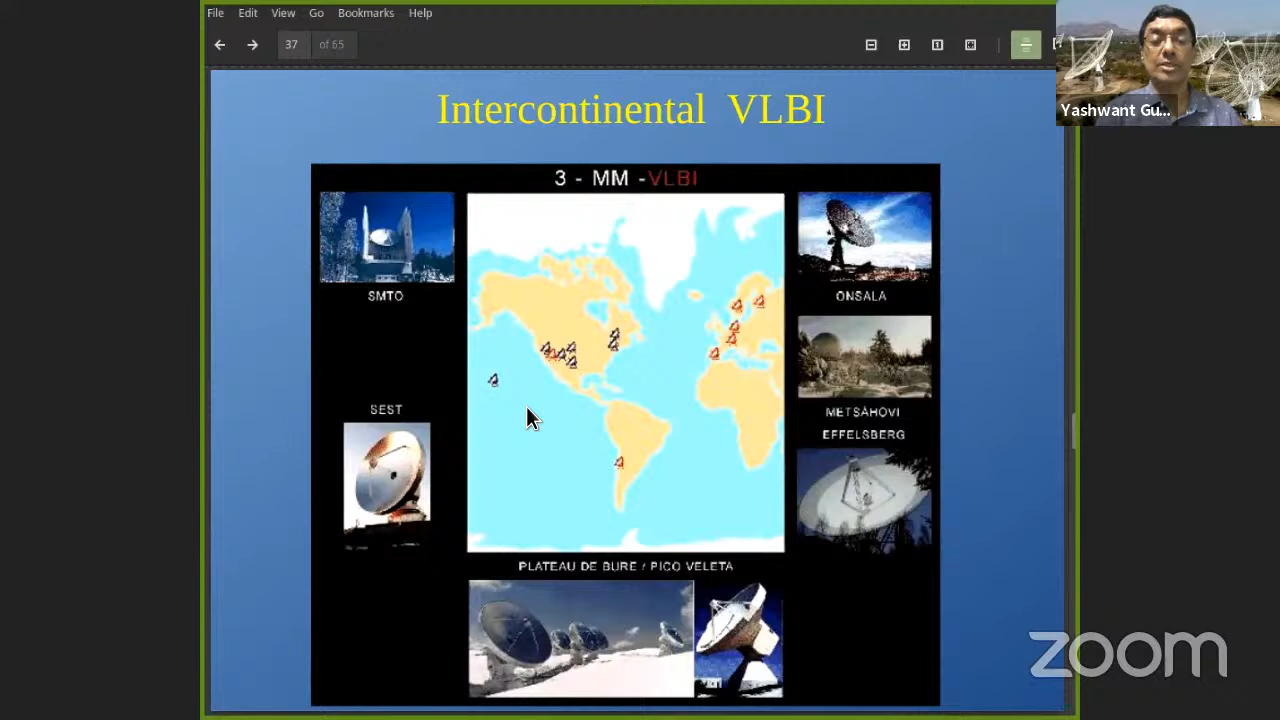 File Edit View Go Bookmarks Help
37 of 65
Intercontinental VLBI
3 - MM -VLBI
SMTO
ONSALA
SEST
METSÄHOVI
EFFELSBERG
PLATEAU DE BURE / PICO VELETA
Yashwant Gu...
zoom